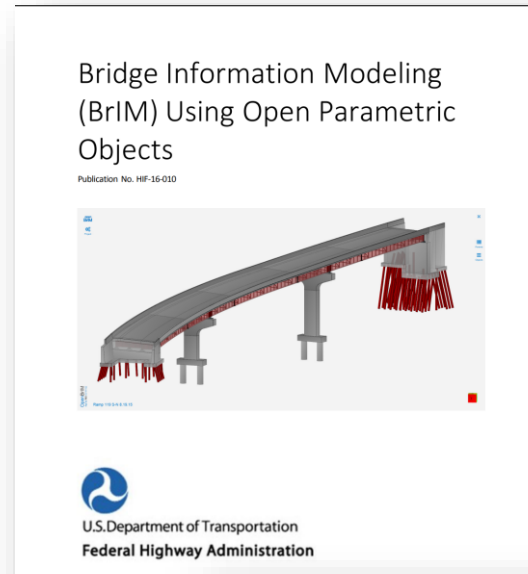 Bridge Information Modeling
(BrIM) Using Open Parametric
Objects
Publication No. HIF-16-010
U.S.Department of Transportation
Federal Highway Administration